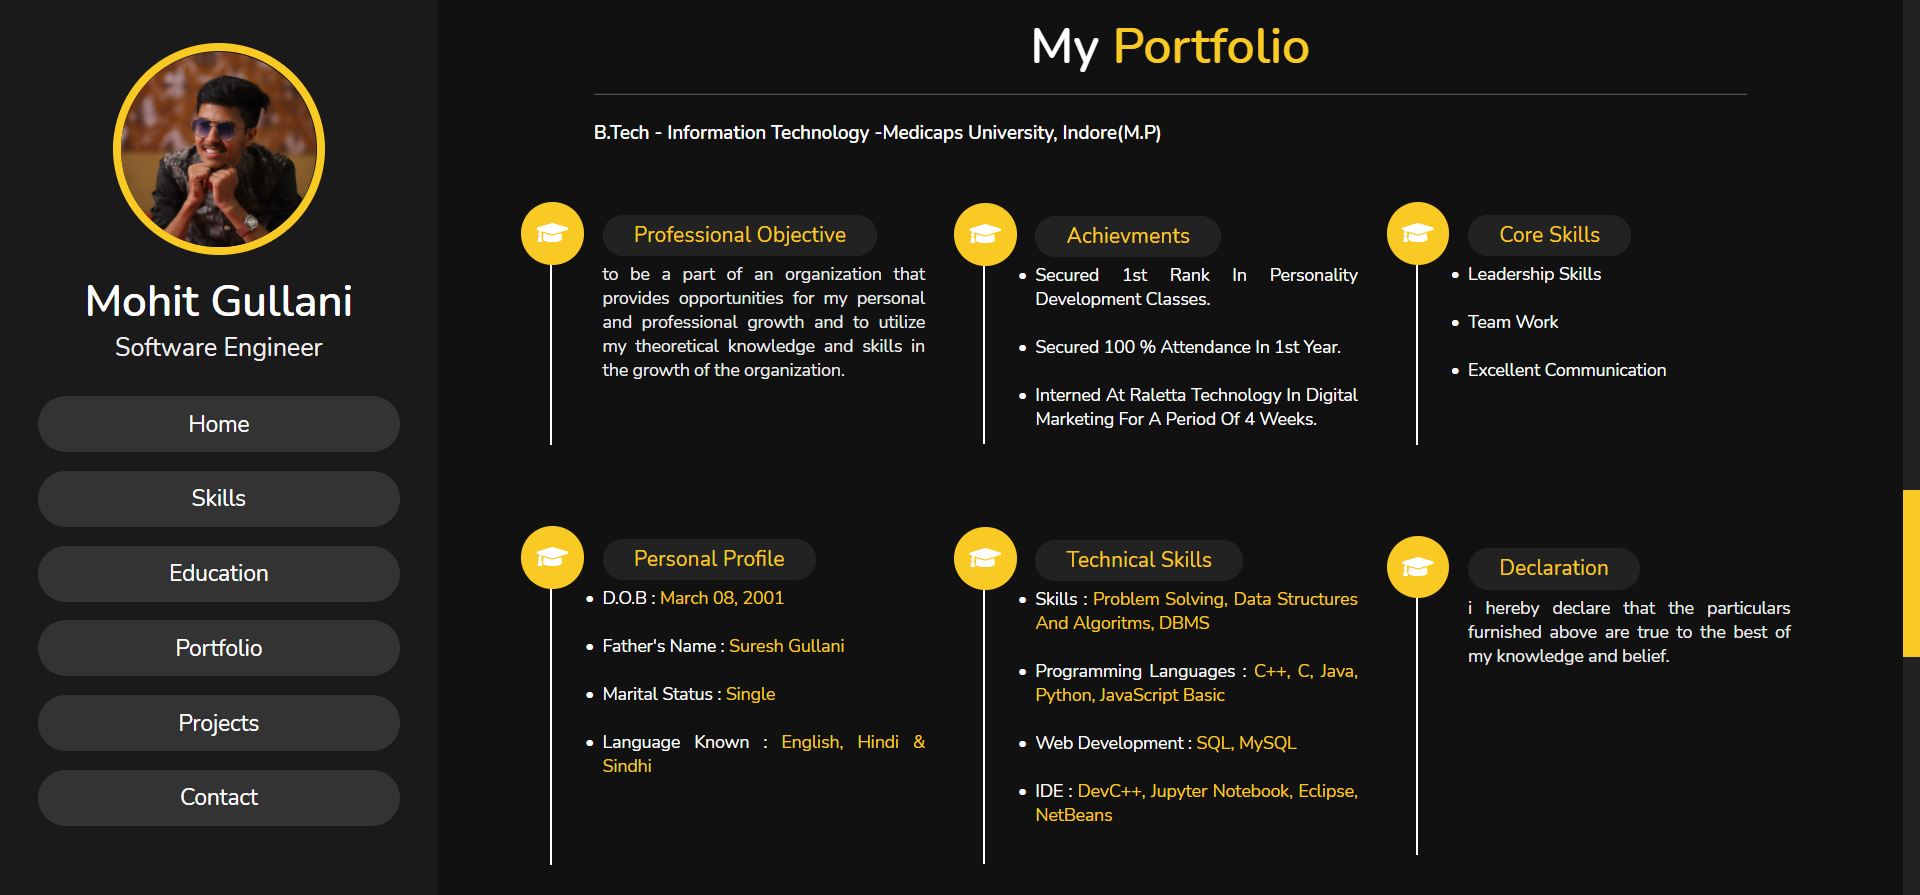 Mohit Gullani
Software Engineer
Home
Skills
Education
Portfolio
Projects
Contact
My Portfolio
B.Tech - Information Technology -Medicaps University, Indore(M.P)
Professional Objective
to be a part of an organization that
provides opportunities for my personal
and professional growth and to utilize
my theoretical knowledge and skills in
the growth of the organization.
Achievments
• Secured 1st Rank In Personality
Development Classes.
• Secured 100 % Attendance In 1st Year.
• Interned At Raletta Technology In Digital
Marketing For A Period Of 4 Weeks.
Core Skills
• Leadership Skills
• Team Work
• Excellent Communication
Personal Profile
• D.O.B : March 08, 2001
• Father's Name : Suresh Gullani
• Marital Status : Single
• Language Known : English, Hindi &
Sindhi
Technical Skills
• Skills : Problem Solving, Data Structures
And Algoritms, DBMS
• Programming Languages : C++, C, Java,
Python, JavaScript Basic
• Web Development : SQL, MySQL
• IDE : DevC++, Jupyter Notebook, Eclipse,
NetBeans
Declaration
i hereby declare that the particulars
furnished above are true to the best of
my knowledge and belief.